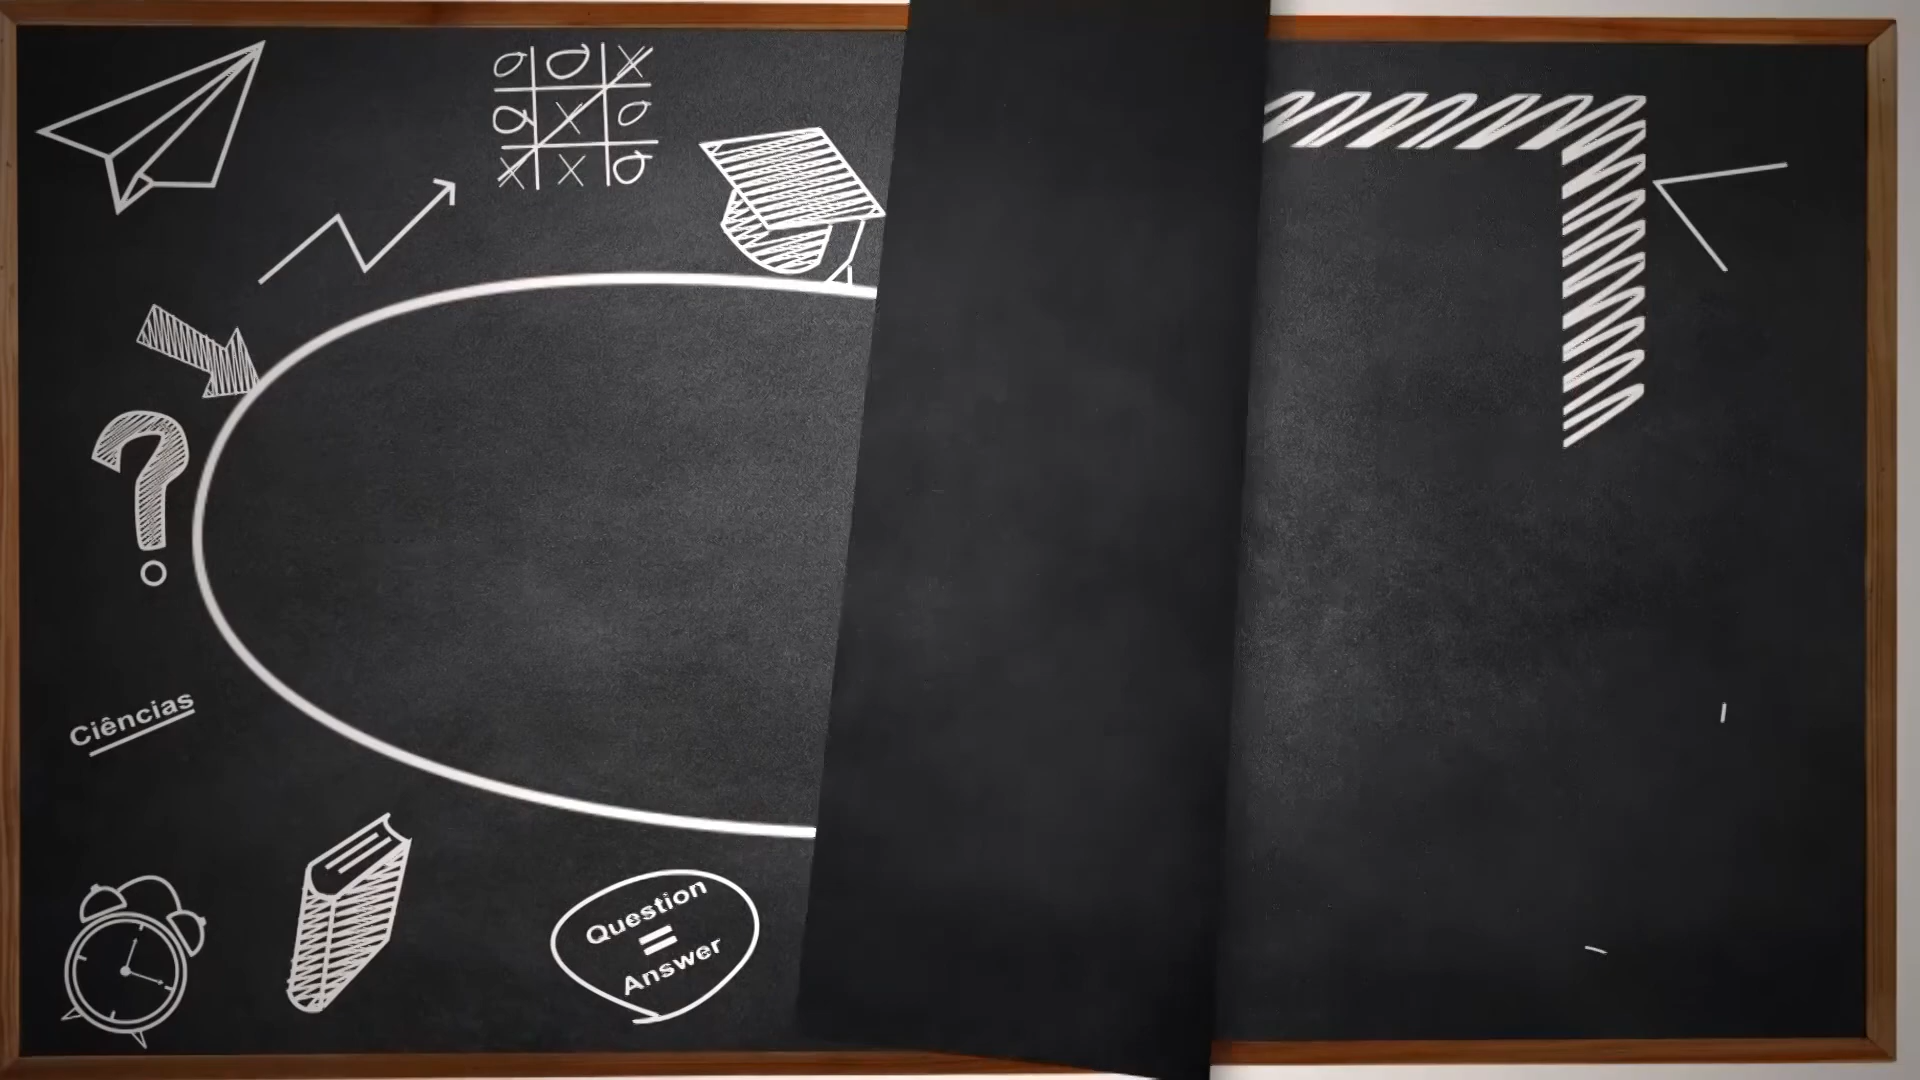 O O X
O X O
X X O
?
Ciências
Question
=
Answer